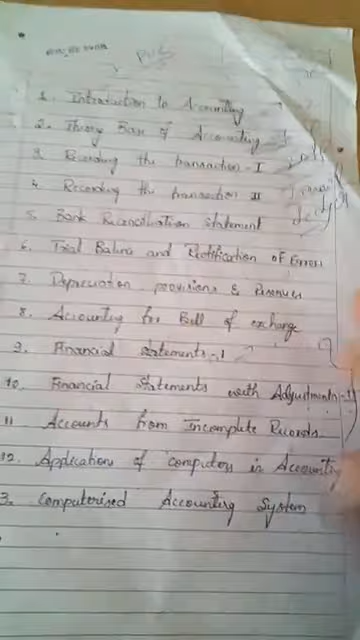 1. Introduction to Accounting
2. Theory Base of Accounting
3. Recording the transaction - I
4. Recording the transaction II
5. Bank Reconciliation statement
6. Trial Balance and Rectification of Errors
7. Depreciation, provisions & Reserves
8. Accounting for Bill of exchange
9. Financial statements - 1
10. Financial Statements with Adjustments
11 Accounts from Incomplete Records
12. Application of computers in Accounting
3. Computerised Accounting System